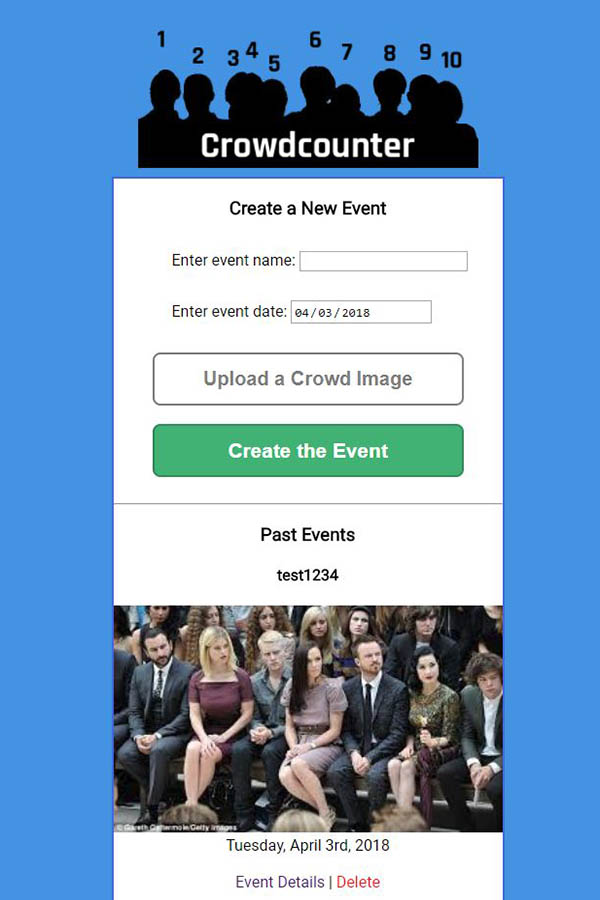 1 2 3 4 5 6 7 8 9 10
Crowdcounter
Create a New Event
Enter event name:
Enter event date: 04/03/2018
Upload a Crowd Image
Create the Event
Past Events
test1234
© Gareth Cattermole/Getty Images
Tuesday, April 3rd, 2018
Event Details | Delete